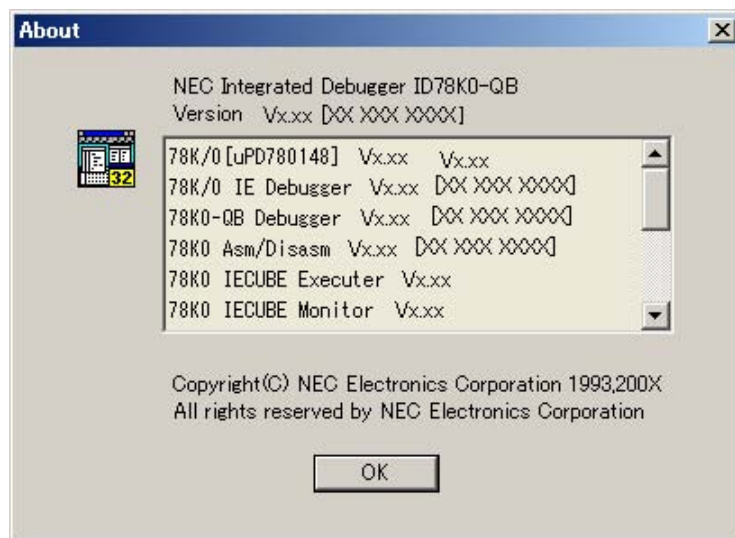 About
NEC Integrated Debugger ID78K0-QB
Version Vx.xx [XX XXX XXXX]
32
78K/0[uPD780148] Vx.xx Vx.xx
78K/0 IE Debugger Vx.xx [XX XXX XXXX]
78K0-QB Debugger Vx.xx [XX XXX XXXX]
78K0 Asm/Disasm Vx.xx [XX XXX XXXX]
78K0 IECUBE Executer Vx.xx
78K0 IECUBE Monitor Vx.xx
Copyright(C) NEC Electronics Corporation 1993,200X
All rights reserved by NEC Electronics Corporation
OK